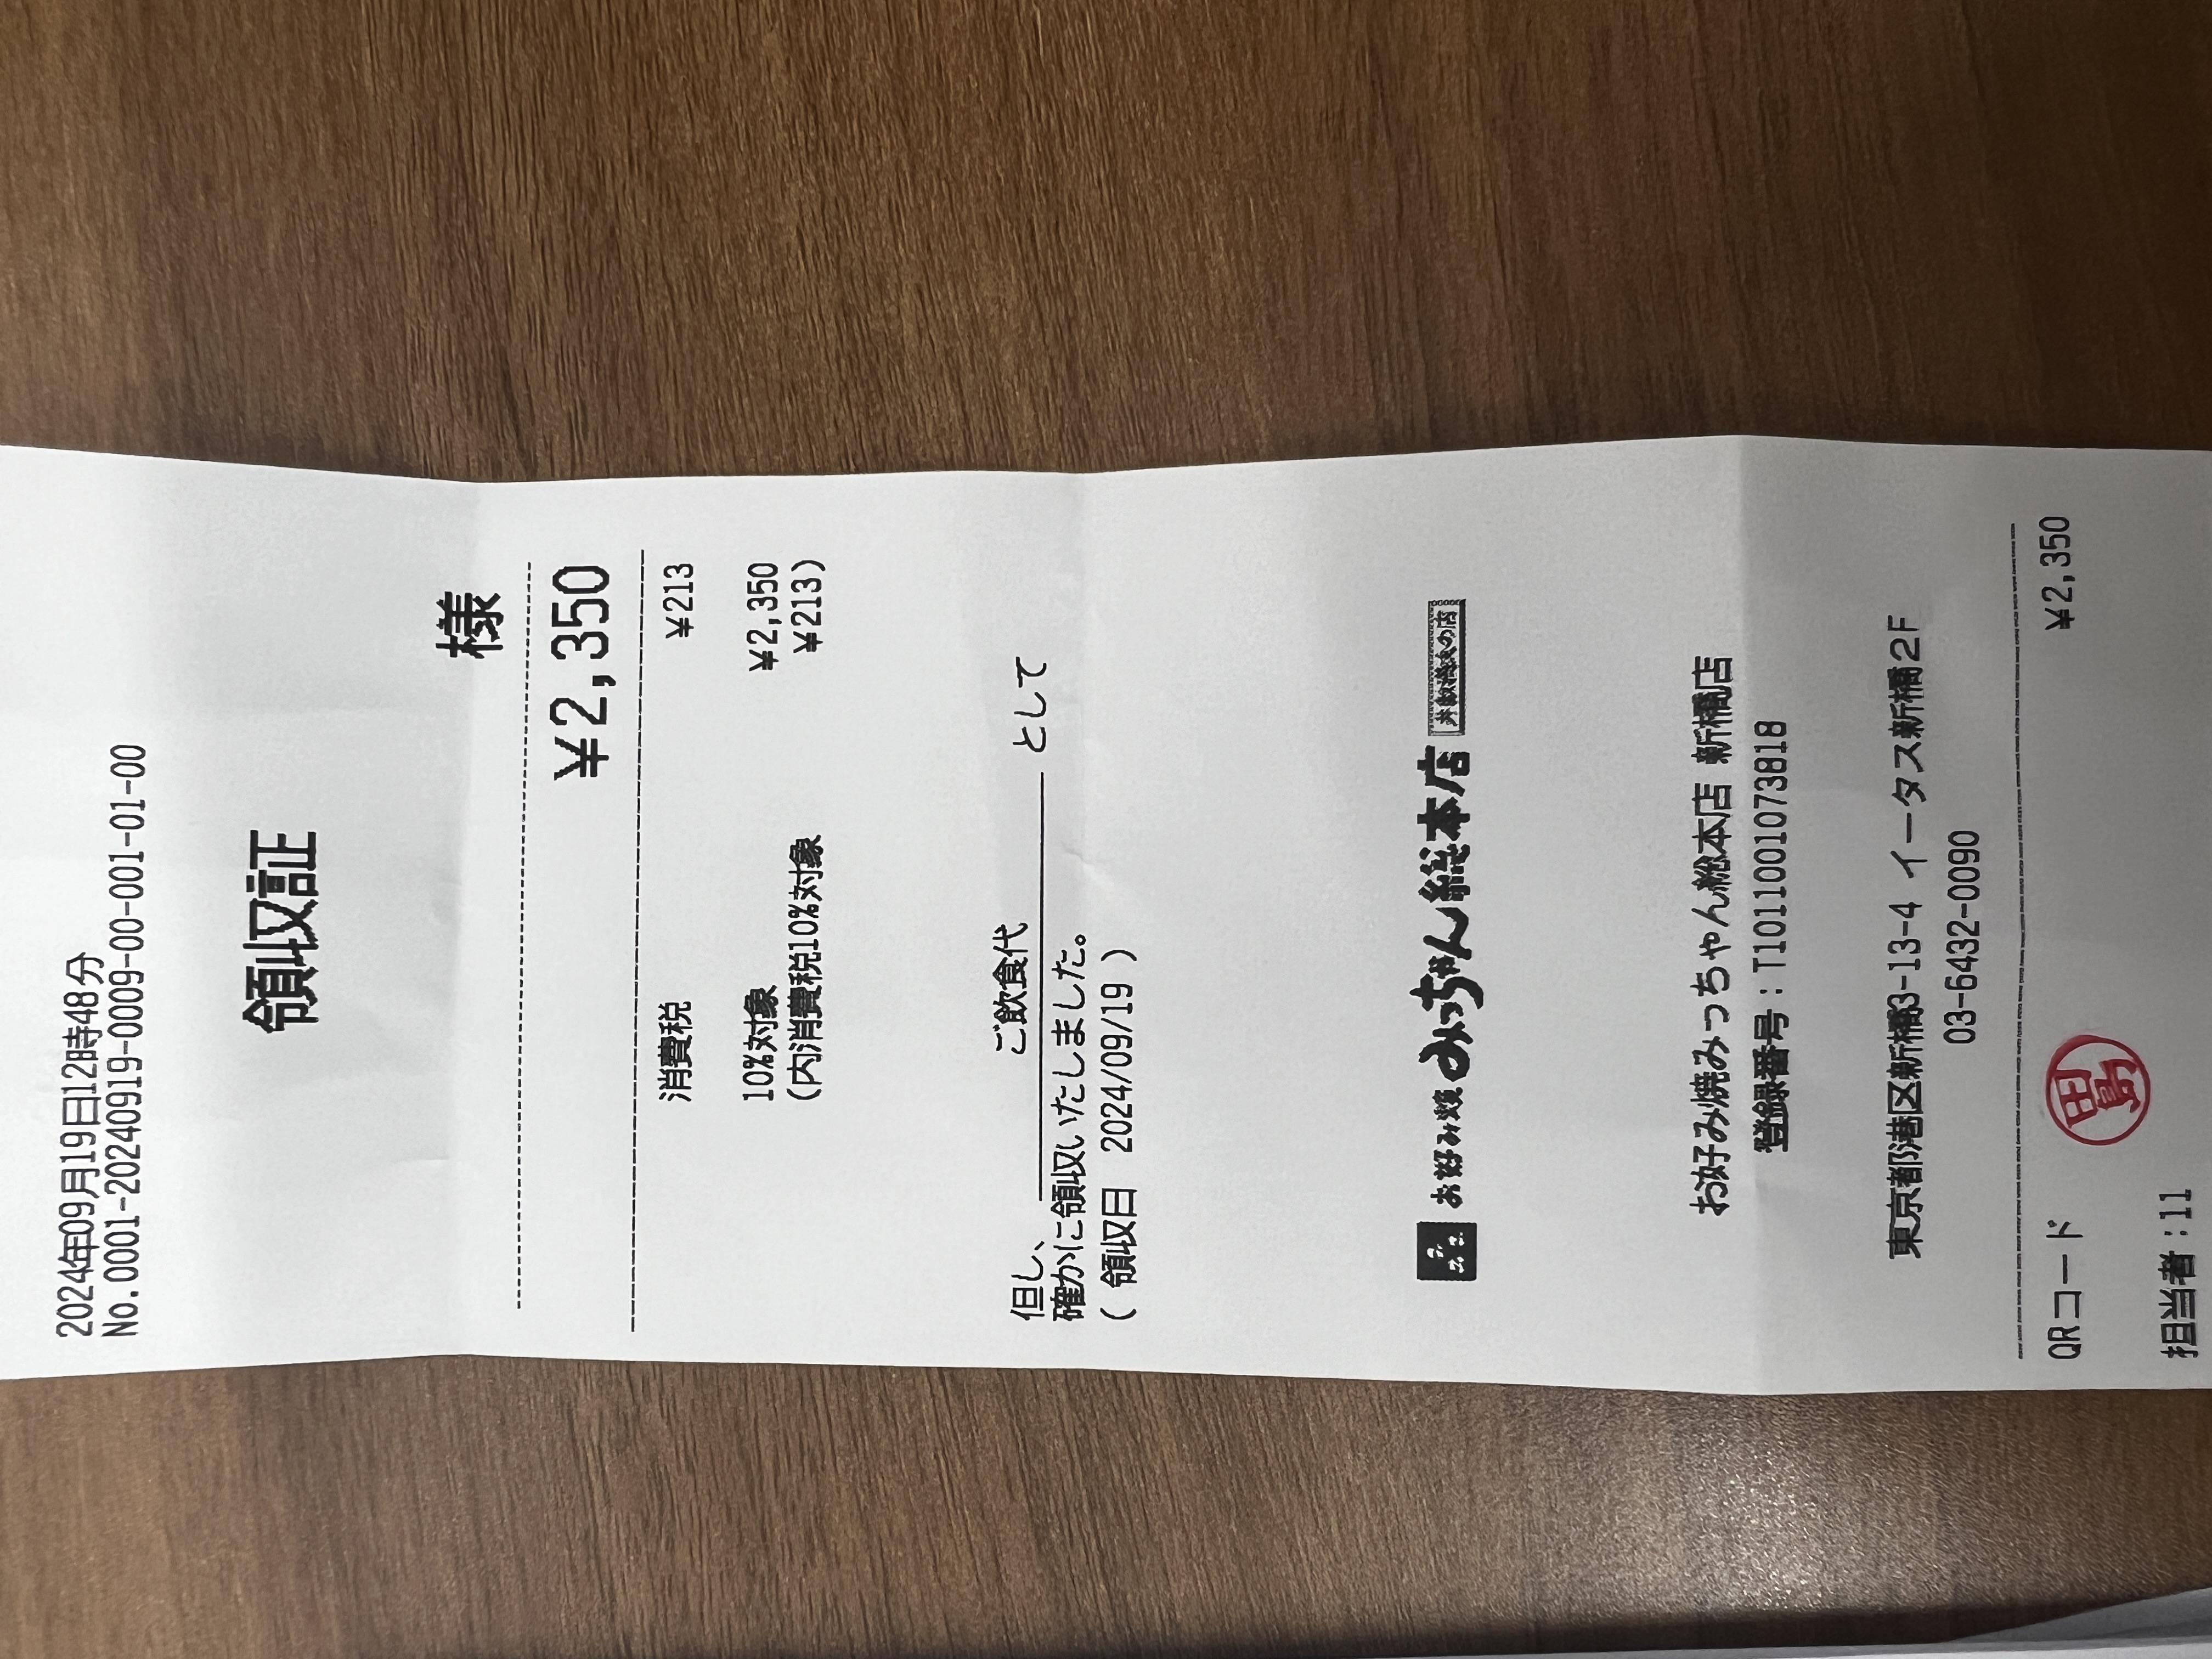 2024年09月19日12時48分
No.0001-20240919-0009-00-001-01-00
領収証
様
¥2,350
消費税 ¥213
10%対象 ¥2,350
(内消費税10%対象 ¥213)
但し、 ご飲食代 として
確かに領収いたしました。
( 領収日 2024/09/19 )
お好み焼 みっちゃん総本店
お好み焼みっちゃん総本店 新橋店
登録番号:T1011001073818
東京都港区新橋3-13-4 イータス新橋2F
03-6432-0090
QRコード ¥2,350
田島
担当者:11